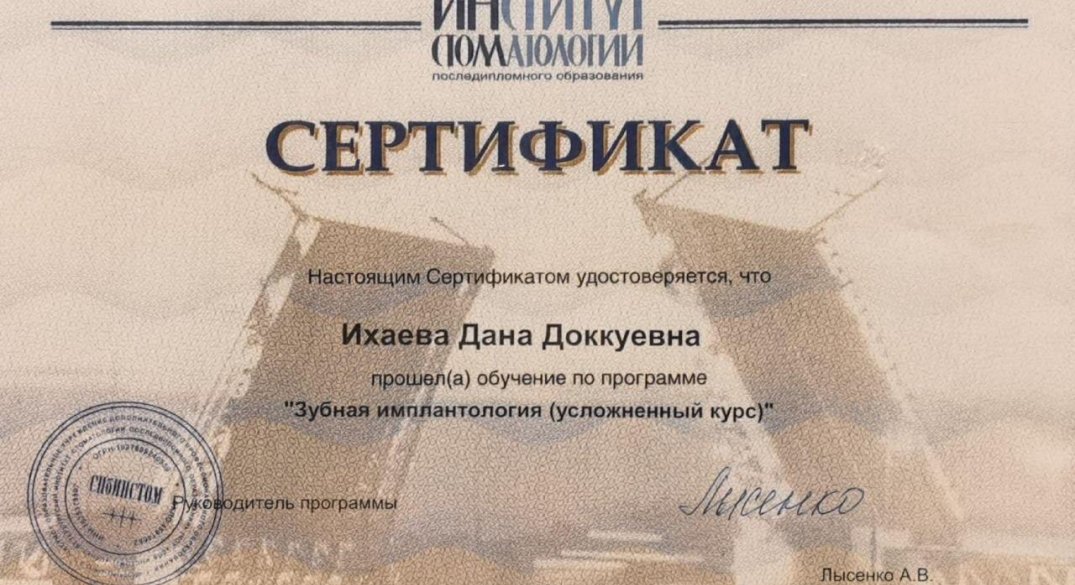 ИНСТИТУТ
СТОМАТОЛОГИИ
последипломного образования
СЕРТИФИКАТ
Настоящим Сертификатом удостоверяется, что
Ихаева Дана Доккуевна
прошел(а) обучение по программе
"Зубная имплантология (усложненный курс)"
СПбИНСТОМ
Руководитель программы
Лысенко
Лысенко А.В.